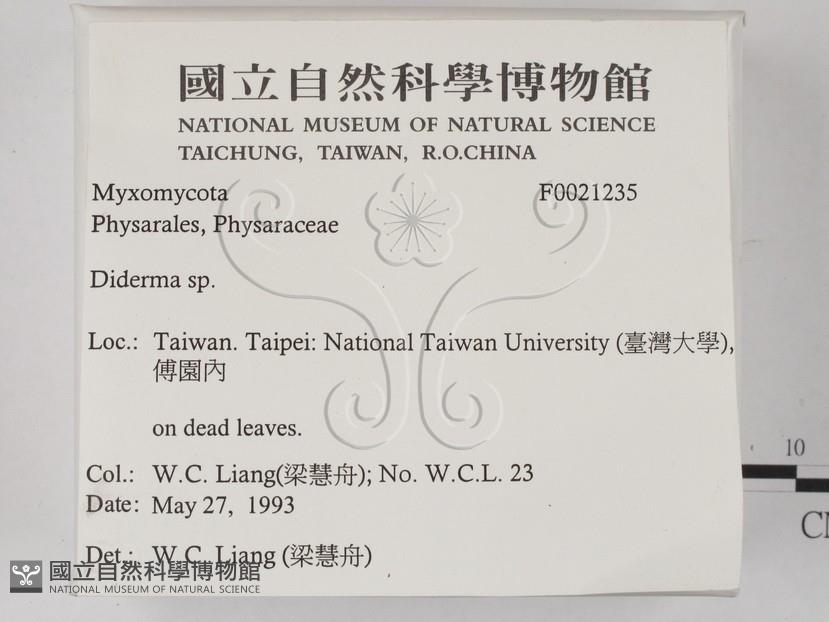 國立自然科學博物館
NATIONAL MUSEUM OF NATURAL SCIENCE
TAICHUNG, TAIWAN, R.O.CHINA
Myxomycota F0021235
Physarales, Physaraceae
Diderma sp.
Loc.: Taiwan. Taipei: National Taiwan University (臺灣大學),
傅園內
on dead leaves.
Col.: W.C. Liang(梁慧舟); No. W.C.L. 23
Date: May 27, 1993
Det.: W.C. Liang (梁慧舟)
國立自然科學博物館
NATIONAL MUSEUM OF NATURAL SCIENCE
10